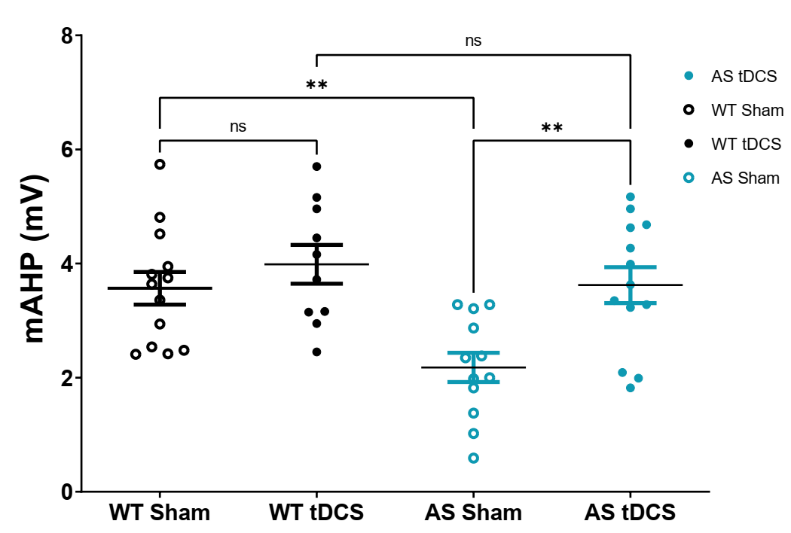 8
ns
**
AS tDCS
WT Sham
ns
**
WT tDCS
6
AS Sham
mAHP (mV)
4
2
0
WT Sham WT tDCS AS Sham AS tDCS